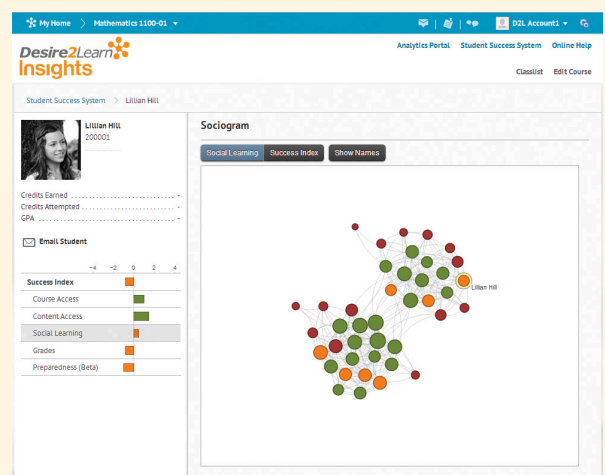 My Home > Mathematics 1100-01
D2L Account1
Desire2Learn
Insights
Analytics Portal Student Success System Online Help
Classlist Edit Course
Student Success System > Lillian Hill
Lillian Hill
200001
Credits Earned -
Credits Attempted -
GPA -
Email Student
-4 -2 0 2 4
Success Index
Course Access
Content Access
Social Learning
Grades
Preparedness (Beta)
Sociogram
Social Learning Success Index Show Names
Lillian Hill